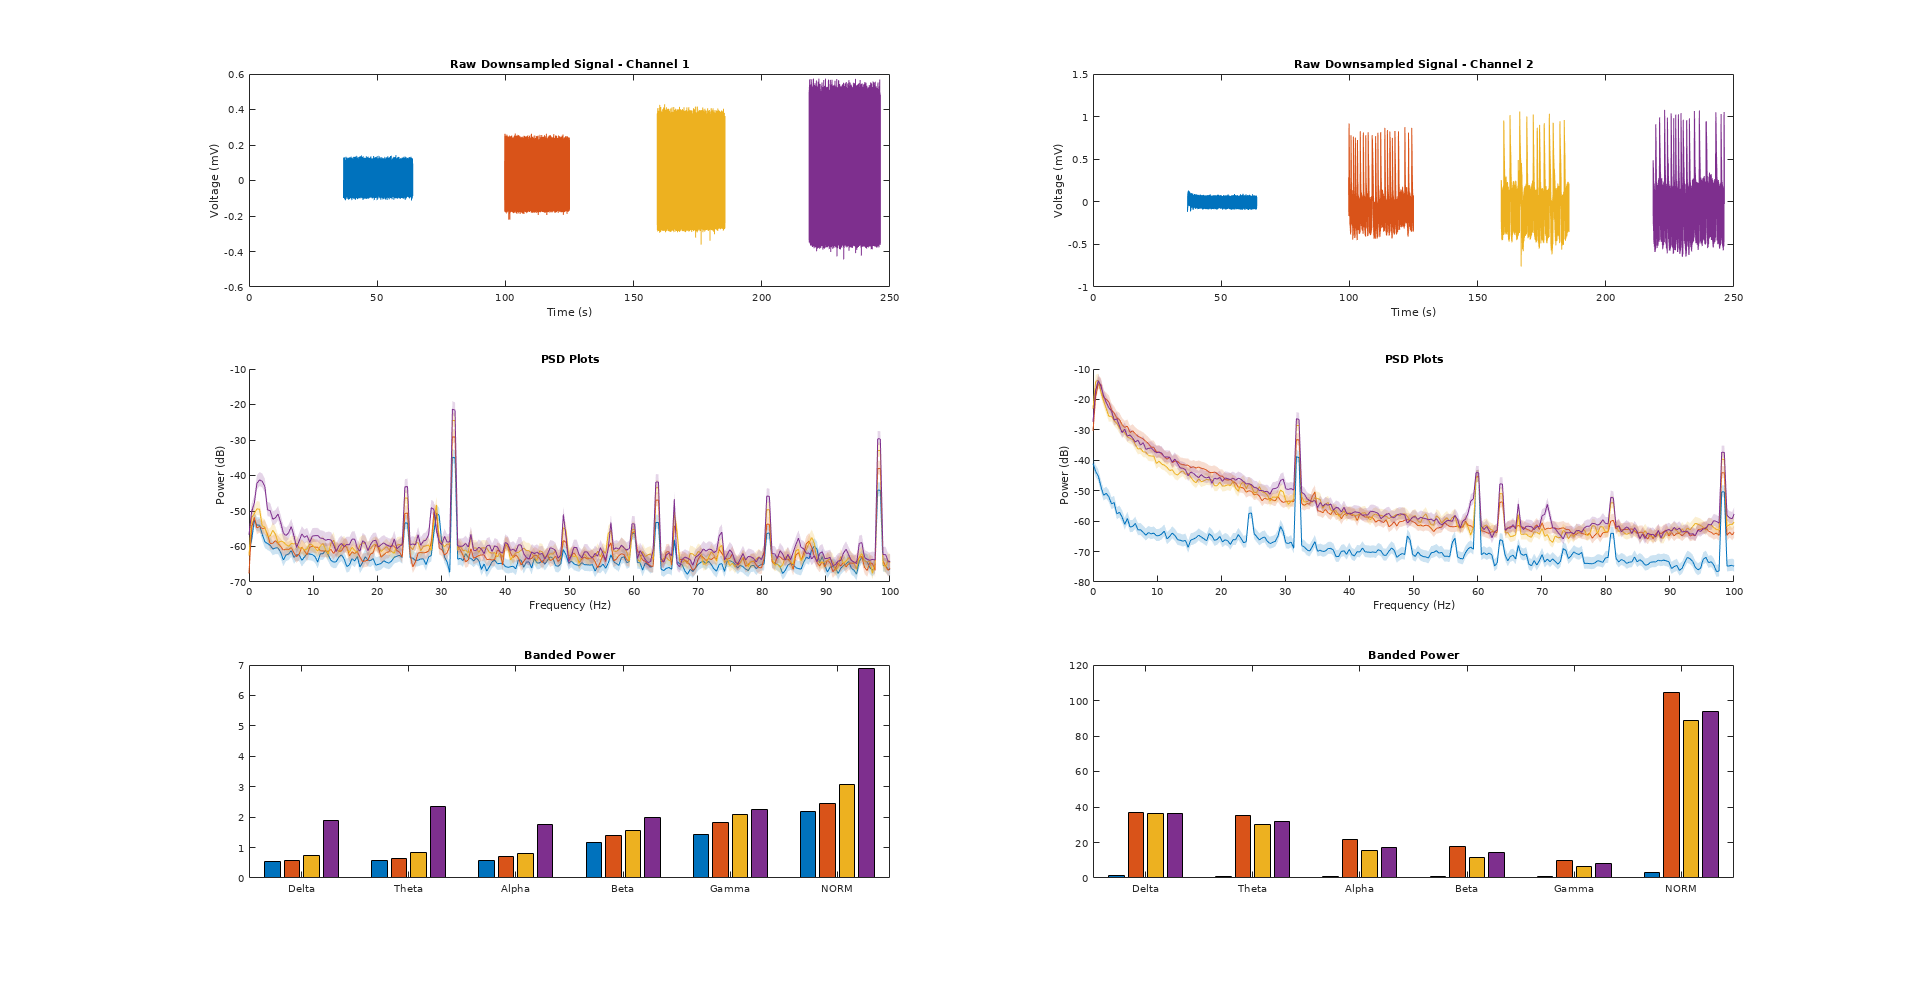 Raw Downsampled Signal - Channel 1
0.6
0.4
0.2
0
-0.2
-0.4
-0.6
Voltage (mV)
0 50 100 150 200 250
Time (s)
Raw Downsampled Signal - Channel 2
1.5
1
0.5
0
-0.5
-1
Voltage (mV)
0 50 100 150 200 250
Time (s)
PSD Plots
-10
-20
-30
-40
-50
-60
-70
Power (dB)
0 10 20 30 40 50 60 70 80 90 100
Frequency (Hz)
PSD Plots
-10
-20
-30
-40
-50
-60
-70
-80
Power (dB)
0 10 20 30 40 50 60 70 80 90 100
Frequency (Hz)
Banded Power
7
6
5
4
3
2
1
0
Delta Theta Alpha Beta Gamma NORM
Banded Power
120
100
80
60
40
20
0
Delta Theta Alpha Beta Gamma NORM